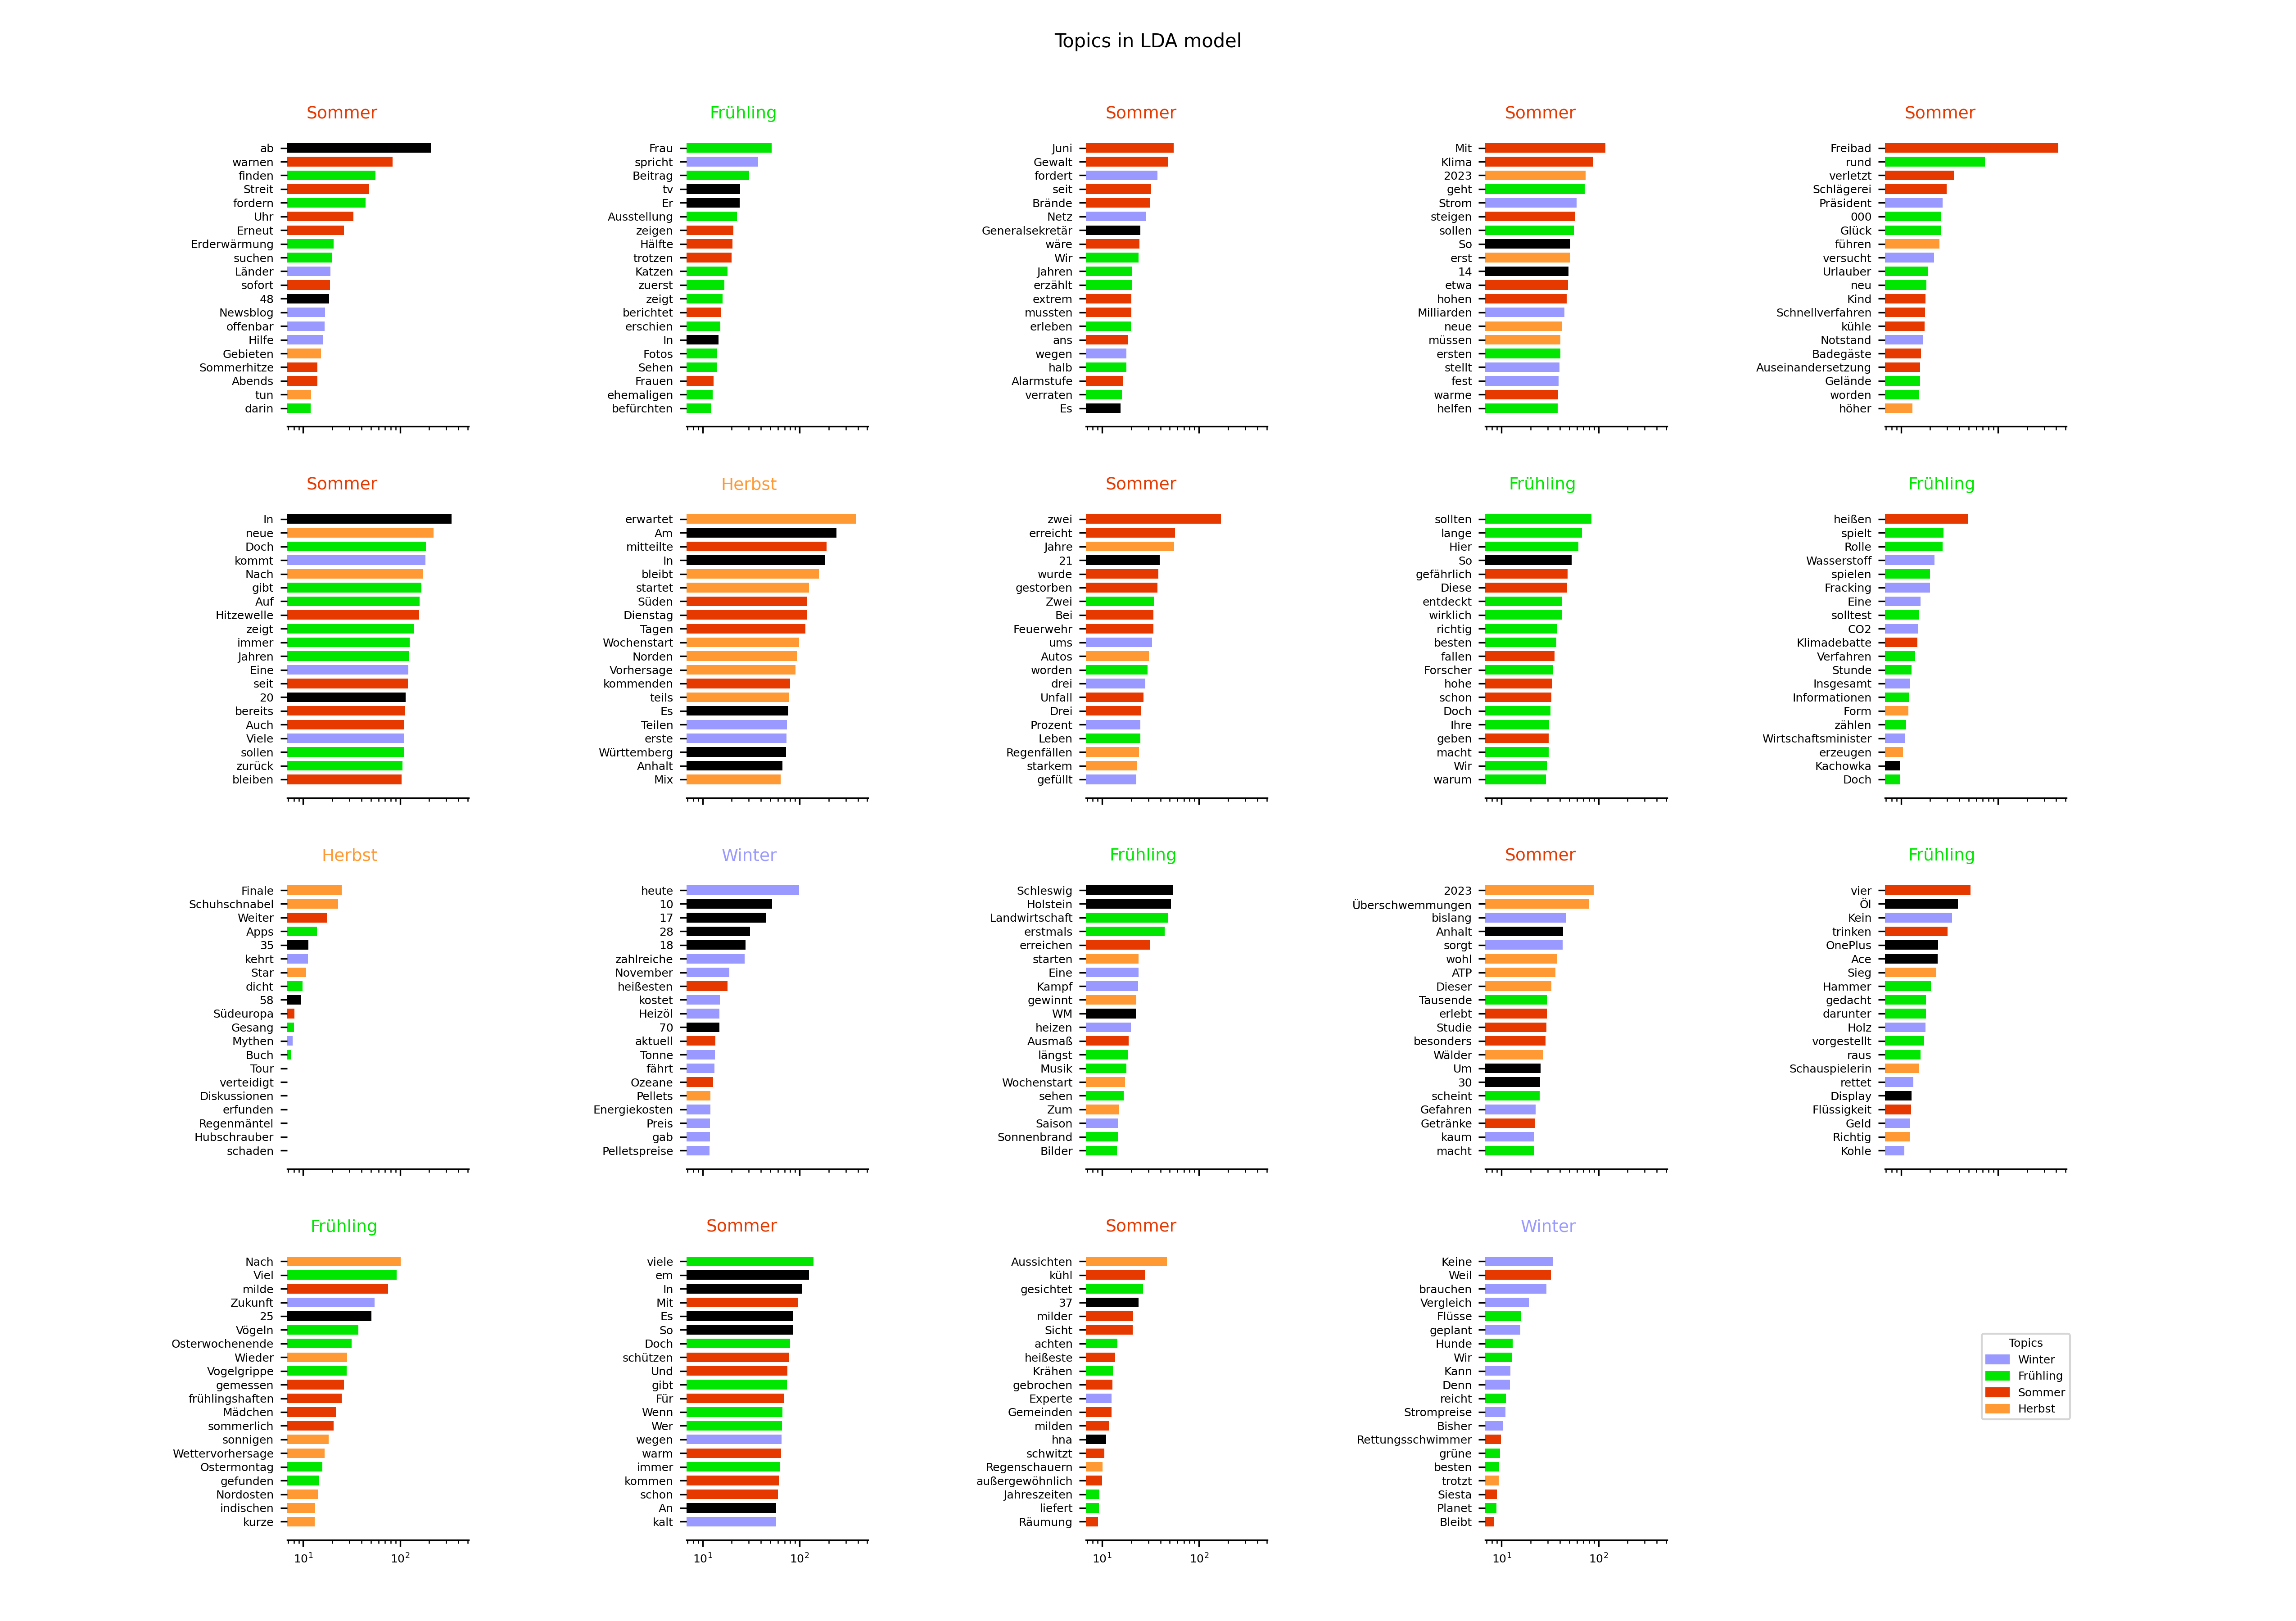 Topics in LDA model
Sommer
ab
warnen
finden
Streit
fordern
Uhr
Erneut
Erderwärmung
suchen
Länder
sofort
48
Newsblog
offenbar
Hilfe
Gebieten
Sommerhitze
Abends
tun
darin
Frühling
Frau
spricht
Beitrag
tv
Er
Ausstellung
zeigen
Hälfte
trotzen
Katzen
zuerst
zeigt
berichtet
erschien
In
Fotos
Sehen
Frauen
ehemaligen
befürchten
Sommer
Juni
Gewalt
fordert
seit
Brände
Netz
Generalsekretär
wäre
Wir
Jahren
erzählt
extrem
mussten
erleben
ans
wegen
halb
Alarmstufe
verraten
Es
Sommer
Mit
Klima
2023
geht
Strom
steigen
sollen
So
erst
14
etwa
hohen
Milliarden
neue
müssen
ersten
stellt
fest
warme
helfen
Sommer
Freibad
rund
verletzt
Schlägerei
Präsident
000
Glück
führen
versucht
Urlauber
neu
Kind
Schnellverfahren
kühle
Notstand
Badegäste
Auseinandersetzung
Gelände
worden
höher
Sommer
In
neue
Doch
kommt
Nach
gibt
Auf
Hitzewelle
zeigt
immer
Jahren
Eine
seit
20
bereits
Auch
Viele
sollen
zurück
bleiben
Herbst
erwartet
Am
mitteilte
In
bleibt
startet
Süden
Dienstag
Tagen
Wochenstart
Norden
Vorhersage
kommenden
teils
Es
Teilen
erste
Württemberg
Anhalt
Mix
Sommer
zwei
erreicht
Jahre
21
wurde
gestorben
Zwei
Bei
Feuerwehr
ums
Autos
worden
drei
Unfall
Drei
Prozent
Leben
Regenfällen
starkem
gefüllt
Frühling
sollten
lange
Hier
So
gefährlich
Diese
entdeckt
wirklich
richtig
besten
fallen
Forscher
hohe
schon
Doch
Ihre
geben
macht
Wir
warum
Frühling
heißen
spielt
Rolle
Wasserstoff
spielen
Fracking
Eine
solltest
CO2
Klimadebatte
Verfahren
Stunde
Insgesamt
Informationen
Form
zählen
Wirtschaftsminister
erzeugen
Kachowka
Doch
Herbst
Finale
Schuhschnabel
Weiter
Apps
35
kehrt
Star
dicht
58
Südeuropa
Gesang
Mythen
Buch
Tour
verteidigt
Diskussionen
erfunden
Regenmäntel
Hubschrauber
schaden
Winter
heute
10
17
28
18
zahlreiche
November
heißesten
kostet
Heizöl
70
aktuell
Tonne
fährt
Ozeane
Pellets
Energiekosten
Preis
gab
Pelletspreise
Frühling
Schleswig
Holstein
Landwirtschaft
erstmals
erreichen
starten
Eine
Kampf
gewinnt
WM
heizen
Ausmaß
längst
Musik
Wochenstart
sehen
Zum
Saison
Sonnenbrand
Bilder
Sommer
2023
Überschwemmungen
bislang
Anhalt
sorgt
wohl
ATP
Dieser
Tausende
erlebt
Studie
besonders
Wälder
Um
30
scheint
Gefahren
Getränke
kaum
macht
Frühling
vier
Öl
Kein
trinken
OnePlus
Ace
Sieg
Hammer
gedacht
darunter
Holz
vorgestellt
raus
Schauspielerin
rettet
Display
Flüssigkeit
Geld
Richtig
Kohle
Frühling
Nach
Viel
milde
Zukunft
25
Vögeln
Osterwochenende
Wieder
Vogelgrippe
gemessen
frühlingshaften
Mädchen
sommerlich
sonnigen
Wettervorhersage
Ostermontag
gefunden
Nordosten
indischen
kurze
10¹ 10²
Sommer
viele
em
In
Mit
Es
So
Doch
schützen
Und
gibt
Für
Wenn
Wer
wegen
warm
immer
kommen
schon
An
kalt
10¹ 10²
Sommer
Aussichten
kühl
gesichtet
37
milder
Sicht
achten
heißeste
Krähen
gebrochen
Experte
Gemeinden
milden
hna
schwitzt
Regenschauern
außergewöhnlich
Jahreszeiten
liefert
Räumung
10¹ 10²
Winter
Keine
Weil
brauchen
Vergleich
Flüsse
geplant
Hunde
Wir
Kann
Denn
reicht
Strompreise
Bisher
Rettungsschwimmer
grüne
besten
trotzt
Siesta
Planet
Bleibt
10¹ 10²
Topics
Winter
Frühling
Sommer
Herbst